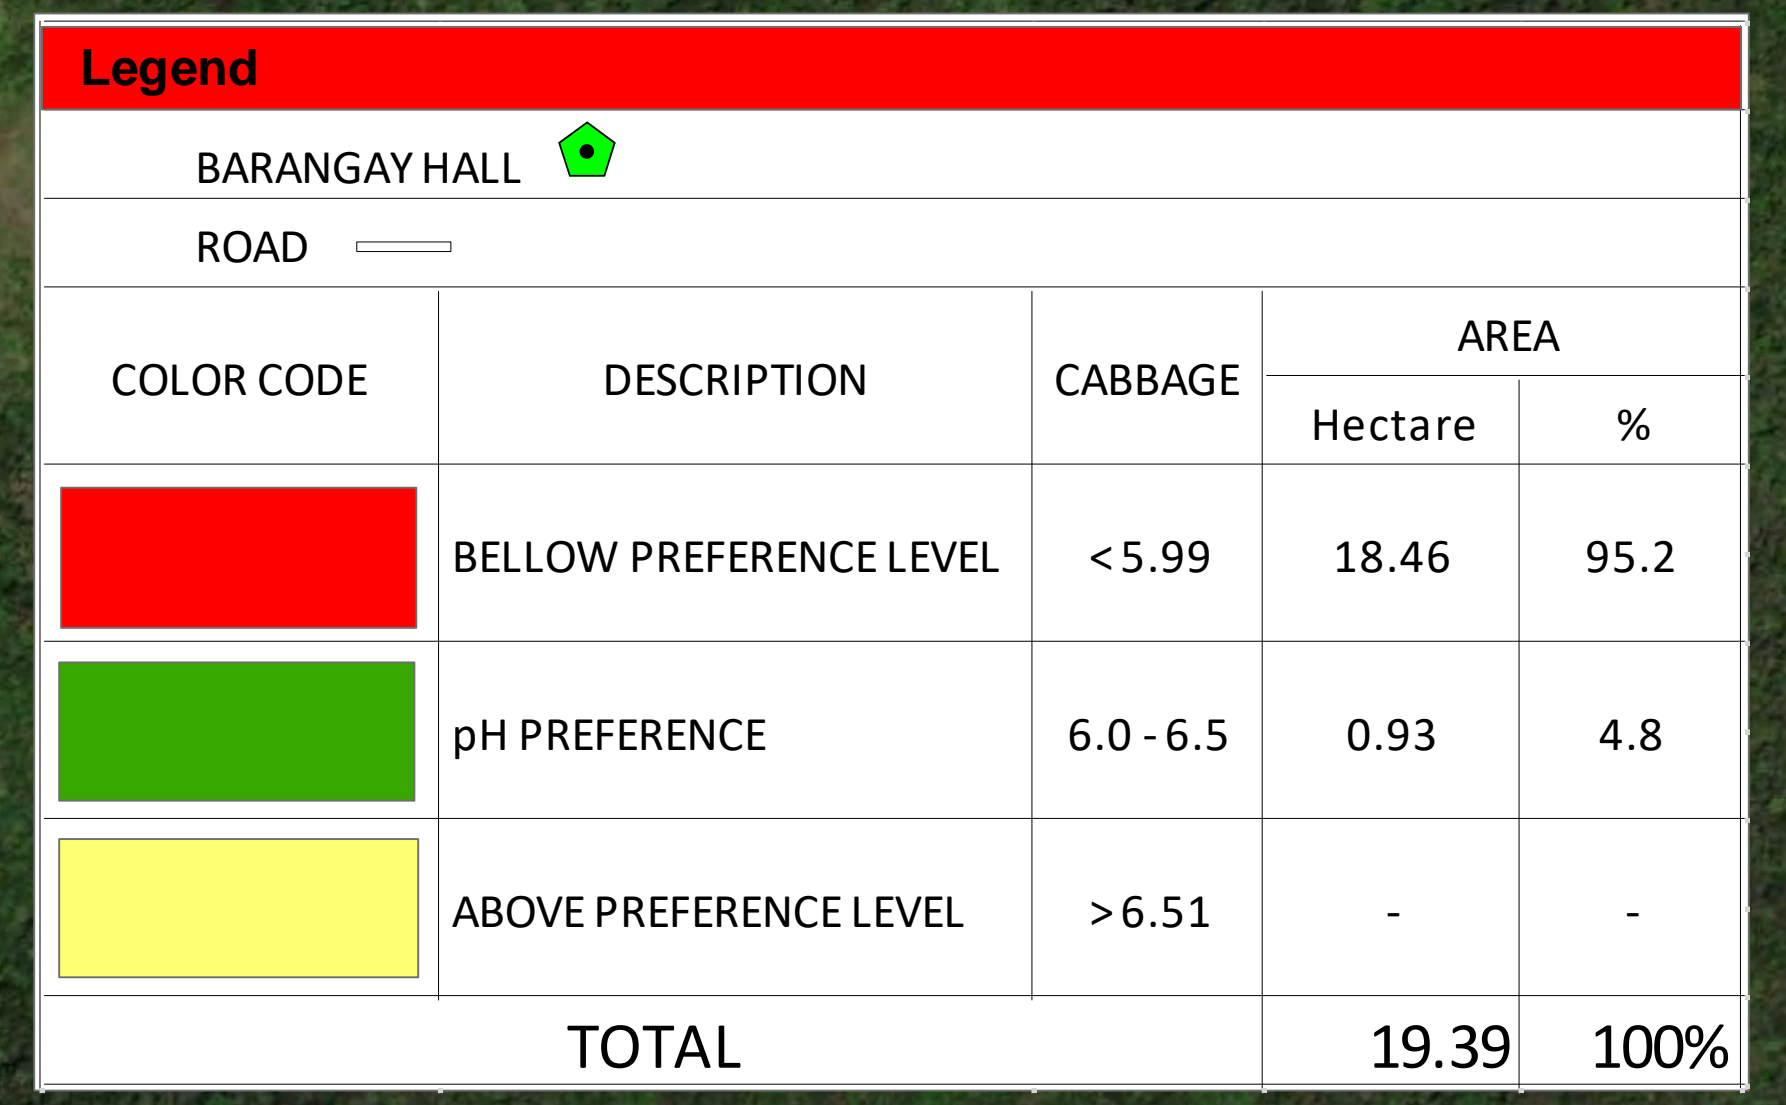 Legend
BARANGAY HALL
ROAD
COLOR CODE DESCRIPTION CABBAGE AREA
Hectare %
BELLOW PREFERENCE LEVEL <5.99 18.46 95.2
pH PREFERENCE 6.0 - 6.5 0.93 4.8
ABOVE PREFERENCE LEVEL >6.51 - -
TOTAL 19.39 100%